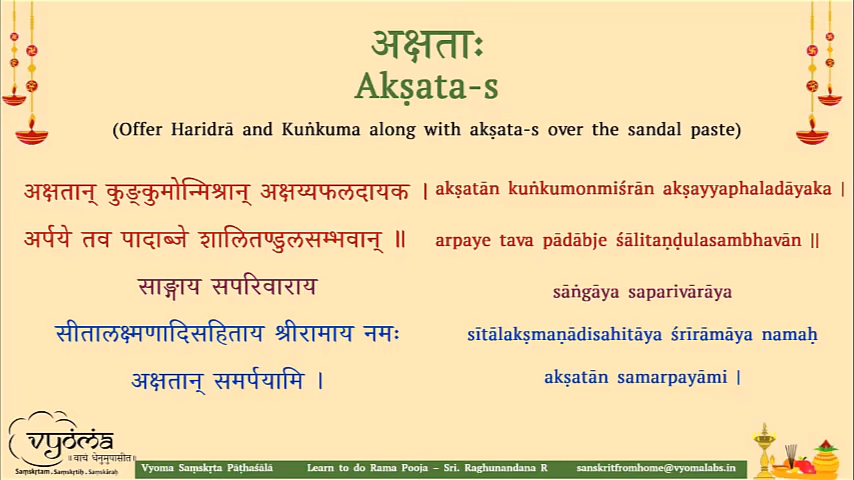 अक्षताः
Akṣata-s
(Offer Haridrā and Kuṅkuma along with akṣata-s over the sandal paste)
अक्षतान् कुङ्कुमोन्मिश्रान् अक्षय्यफलदायक । akṣatān kuṅkumonmiśrān akṣayyaphaladāyaka |
अर्पये तव पादाब्जे शालितण्डुलसम्भवान् ॥ arpaye tava pādābje śālitaṇḍulasambhavān ||
साङ्गाय सपरिवाराय sāṅgāya saparivārāya
सीतालक्ष्मणादिसहिताय श्रीरामाय नमः sītālakṣmaṇādisahitāya śrīrāmāya namaḥ
अक्षतान् समर्पयामि । akṣatān samarpayāmi |
vyoma
॥ वाचं धेनुमुपासीत॥
Saṃskṛtam . Saṃskṛtiḥ . Saṃskāraḥ
Vyoma Saṃskṛta Pāṭhaśālā Learn to do Rama Pooja – Sri. Raghunandana R sanskritfromhome@vyomalabs.in